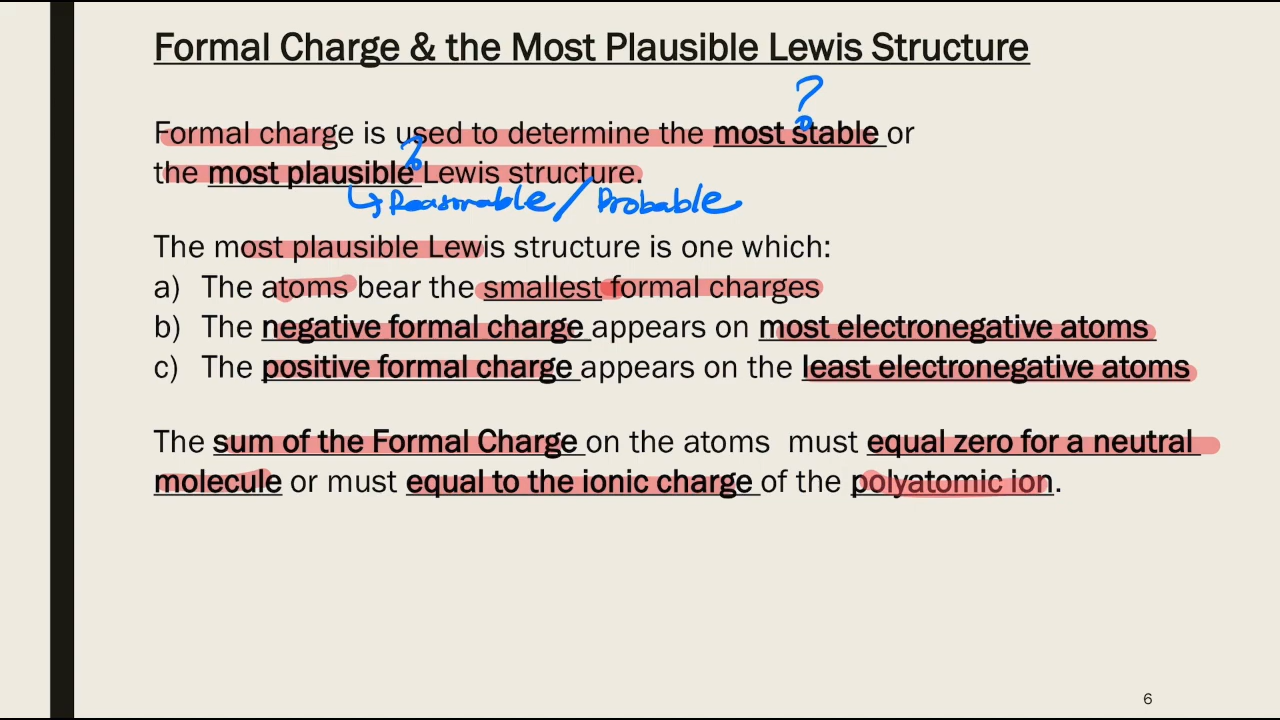 Formal Charge & the Most Plausible Lewis Structure
?
Formal charge is used to determine the most stable or
?
the most plausible Lewis structure.
↳ Reasonable / Probable
The most plausible Lewis structure is one which:
a) The atoms bear the smallest formal charges
b) The negative formal charge appears on most electronegative atoms
c) The positive formal charge appears on the least electronegative atoms
The sum of the Formal Charge on the atoms must equal zero for a neutral
molecule or must equal to the ionic charge of the polyatomic ion.
6